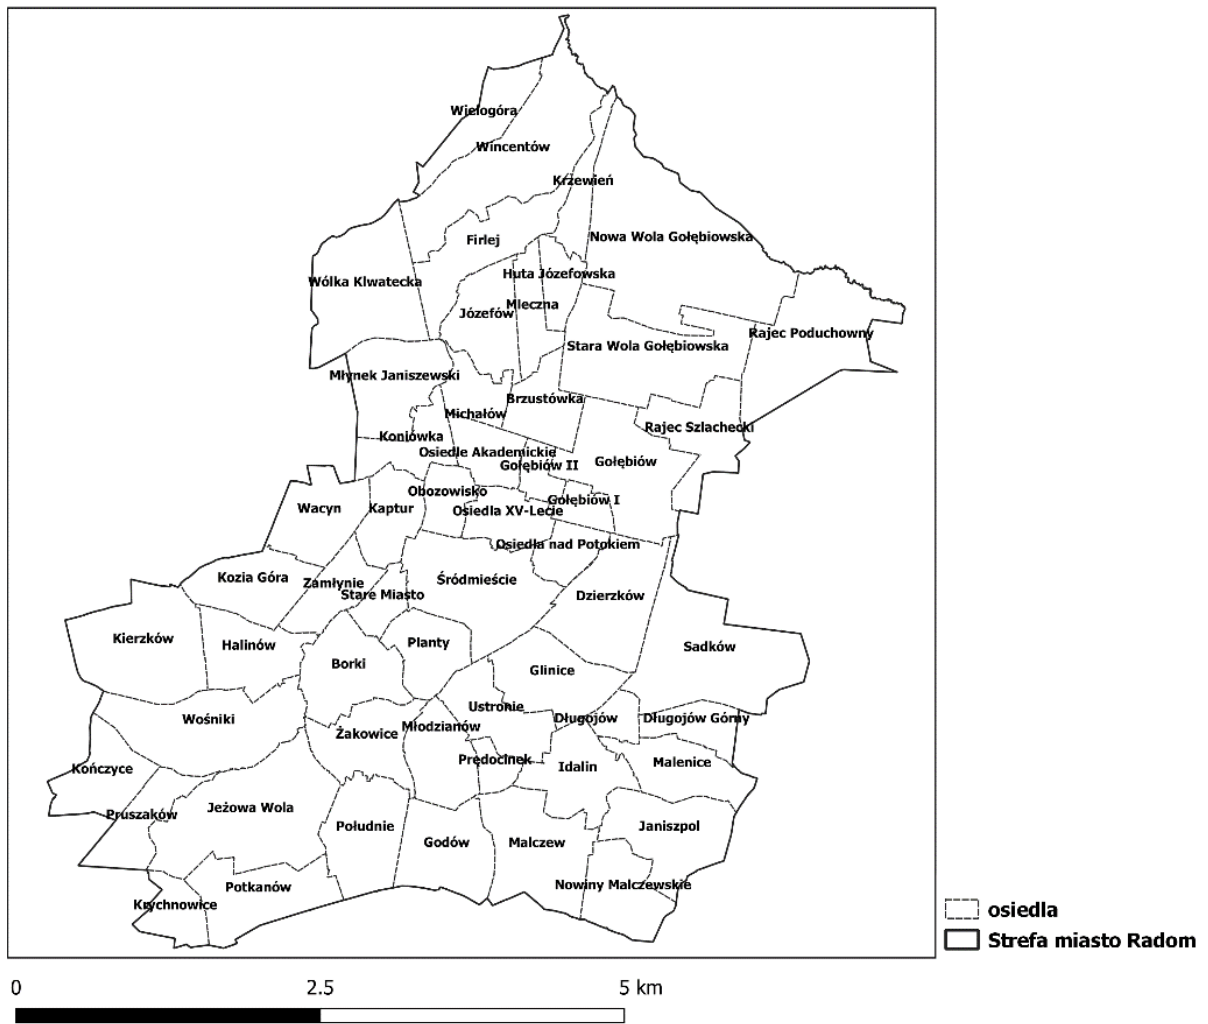 Wielogóra
Wincentów
Krzewień
Nowa Wola Gołębiowska
Firlej
Huta Józefowska
Wólka Klwatecka
Mleczna
Józefów
Rajec Poduchowny
Stara Wola Gołębiowska
Młynek Janiszewski
Brzustówka
Michałów
Rajec Szlachecki
Koniówka
Osiedle Akademickie
Gołębiów II
Gołębiów
Obozowisko
Gołębiów I
Wacyn
Kaptur
Osiedla XV-Lecie
Osiedla nad Potokiem
Kozia Góra
Zamłynie
Śródmieście
Stare Miasto
Dzierzków
Kierzków
Halinów
Planty
Sadków
Borki
Glinice
Ustronie
Wośniki
Długojów
Długojów Górny
Młodzianów
Żakowice
Prędocinek
Malenice
Kończyce
Idalin
Jeżowa Wola
Pruszaków
Południe
Janiszpol
Godów
Malczew
Potkanów
Nowiny Malczewskie
Krychnowice
osiedla
Strefa miasto Radom
0 2.5 5 km